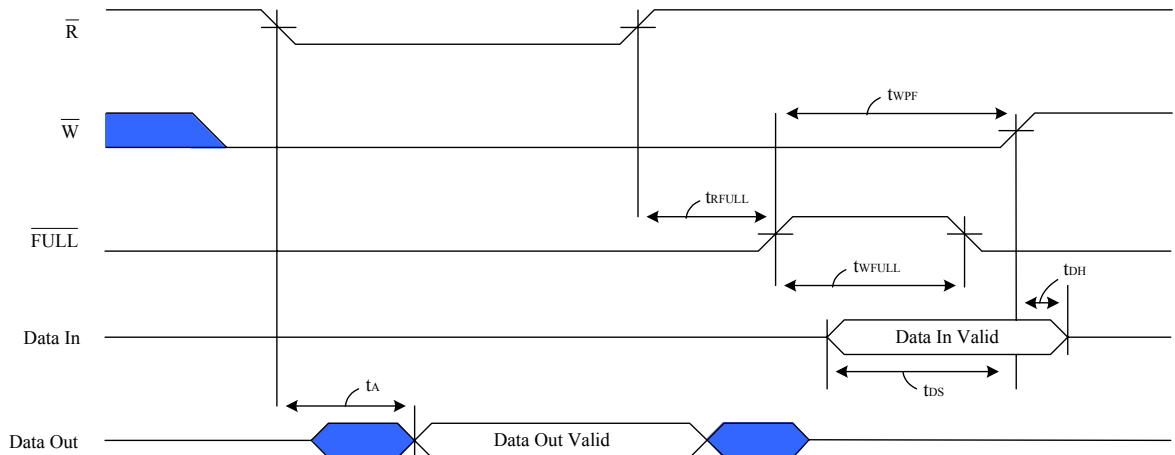 R
tWPF
W
tRFULL
FULL
tWFULL
tDH
Data In
Data In Valid
tA
tDS
Data Out
Data Out Valid